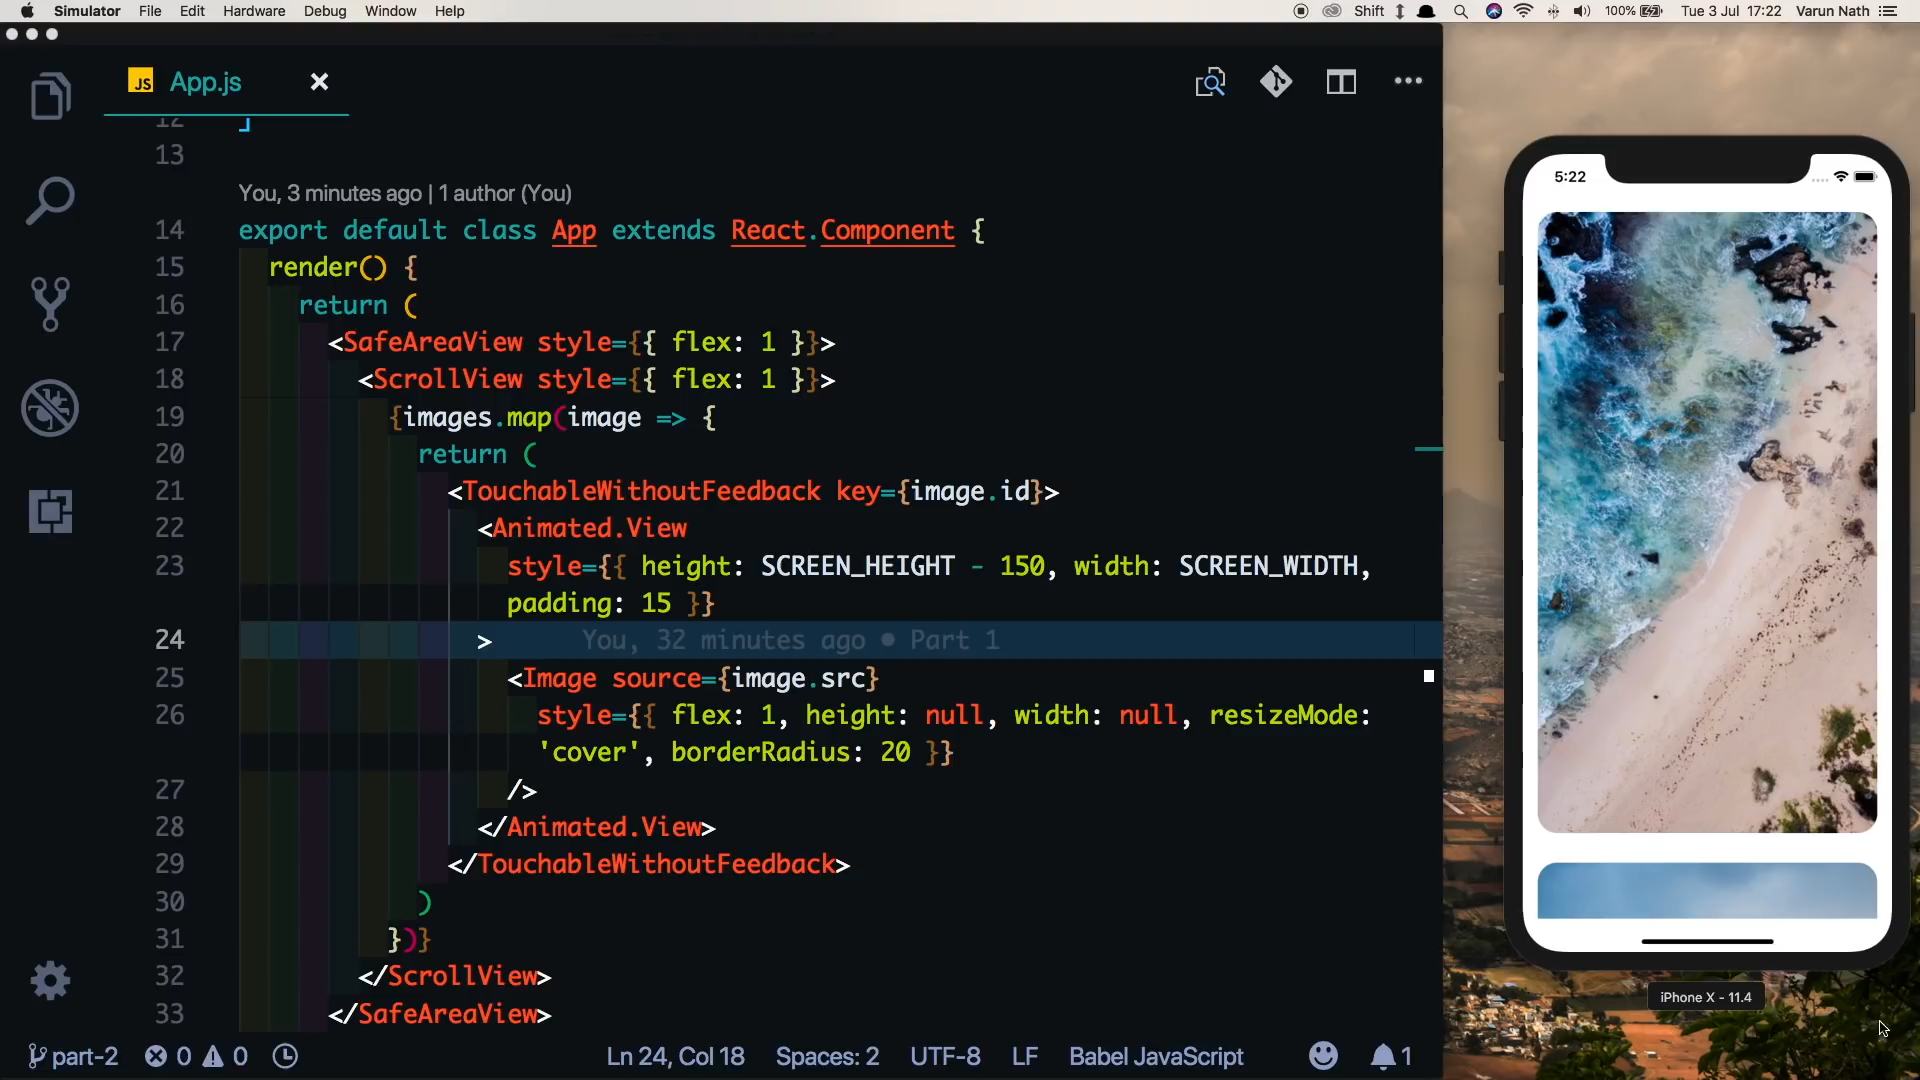 Simulator File Edit Hardware Debug Window Help Shift 100% Tue 3 Jul 17:22 Varun Nath
JS App.js
12 ]
13
You, 3 minutes ago | 1 author (You)
14 export default class App extends React.Component {
15 render() {
16 return (
17 <SafeAreaView style={{ flex: 1 }}>
18 <ScrollView style={{ flex: 1 }}>
19 {images.map(image => {
20 return (
21 <TouchableWithoutFeedback key={image.id}>
22 <Animated.View
23 style={{ height: SCREEN_HEIGHT - 150, width: SCREEN_WIDTH,
padding: 15 }}
24 > You, 32 minutes ago • Part 1
25 <Image source={image.src}
26 style={{ flex: 1, height: null, width: null, resizeMode:
'cover', borderRadius: 20 }}
27 />
28 </Animated.View>
29 </TouchableWithoutFeedback>
30 )
31 })}
32 </ScrollView>
33 </SafeAreaView>
part-2 0 0 Ln 24, Col 18 Spaces: 2 UTF-8 LF Babel JavaScript 1
5:22
iPhone X - 11.4